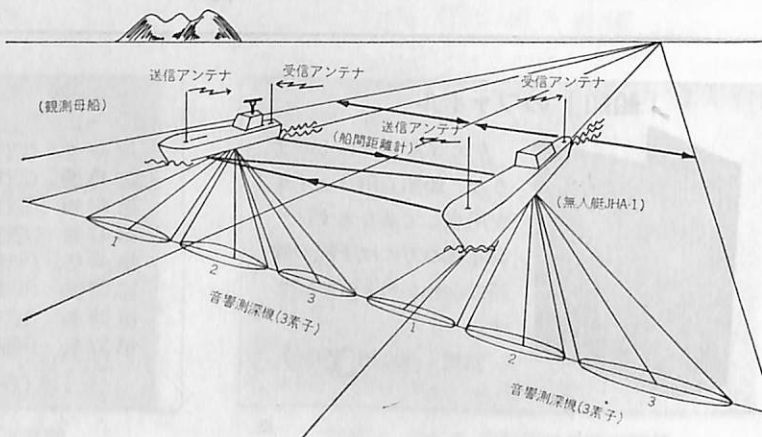 送信アンテナ
受信アンテナ
受信アンテナ
(観測母船)
送信アンテナ
(船間距離計)
(無人艇JHA-1)
1
2
3
1
2
3
音響測深機(3素子)
音響測深機(3素子)